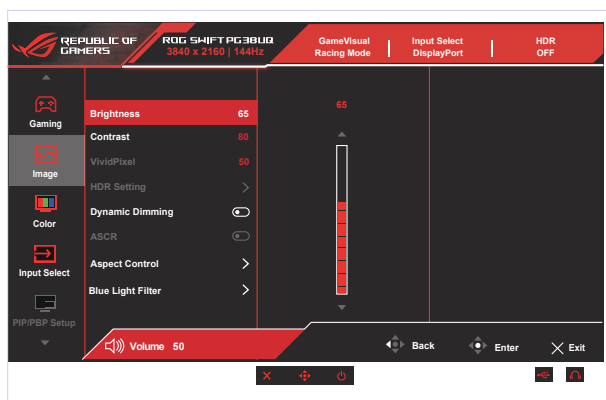 REPUBLIC OF
GAMERS
ROG SWIFT PG38UQ
3840 x 2160 | 144Hz
GameVisual
Racing Mode
Input Select
DisplayPort
HDR
OFF
Gaming
Image
Color
Input Select
PIP/PBP Setup
Brightness 65
Contrast 80
VividPixel 50
HDR Setting
Dynamic Dimming
ASCR
Aspect Control
Blue Light Filter
65
Volume 50
Back
Enter
Exit